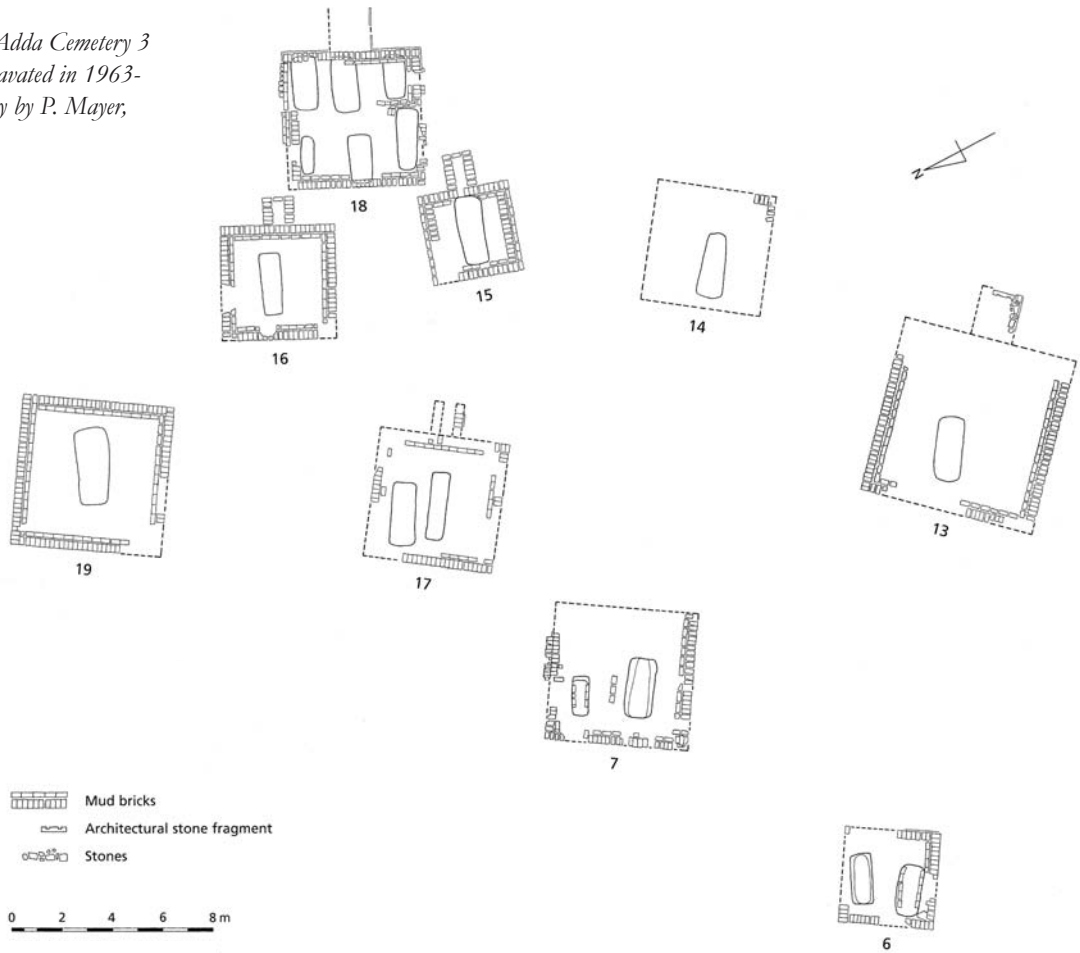 Adda Cemetery 3
avated in 1963-
y by P. Mayer,
18
15
14
16
N
13
19
17
7
6
Mud bricks
Architectural stone fragment
Stones
0 2 4 6 8 m